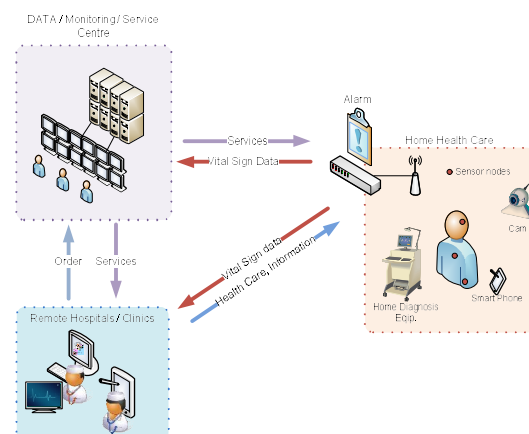 DATA / Monitoring / Service
Centre
Alarm
Services
Vital Sign Data
Home Health Care
Sensor nodes
Cam
Vital Sign data
Health Care, Information
Order
Services
Home Diagnosis
Eqip.
Smart Phone
Remote Hospitals / Clinics